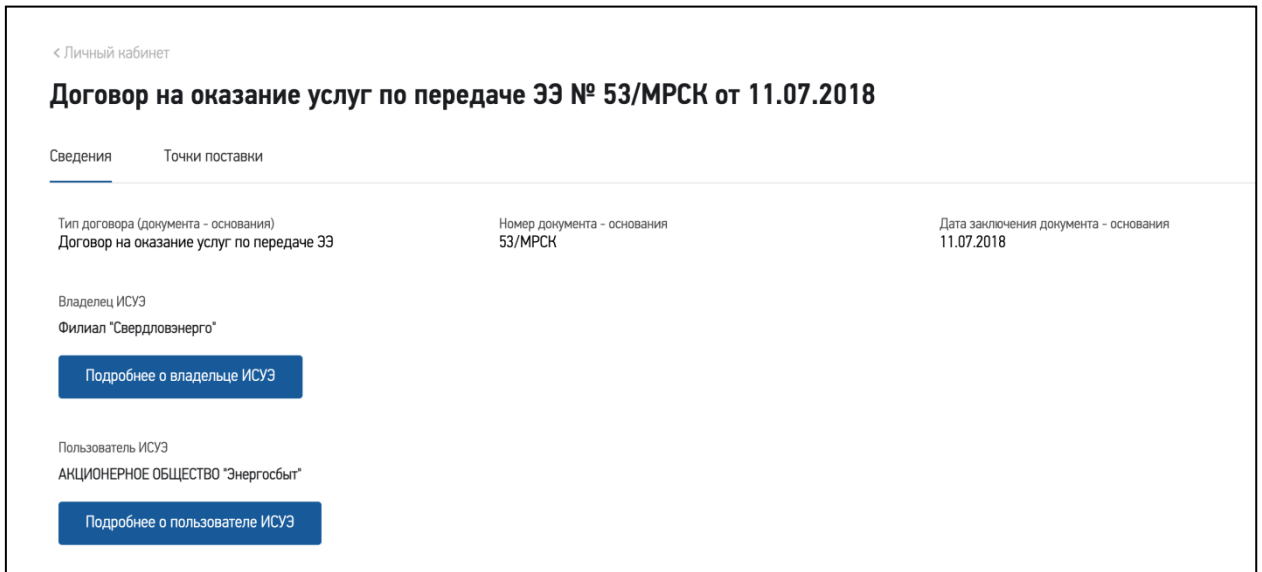 < Личный кабинет
Договор на оказание услуг по передаче ЭЭ № 53/МРСК от 11.07.2018
Сведения Точки поставки
Тип договора (документа - основания) Номер документа - основания Дата заключения документа - основания
Договор на оказание услуг по передаче ЭЭ 53/МРСК 11.07.2018
Владелец ИСУЭ
Филиал "Свердловэнерго"
Подробнее о владельце ИСУЭ
Пользователь ИСУЭ
АКЦИОНЕРНОЕ ОБЩЕСТВО "Энергосбыт"
Подробнее о пользователе ИСУЭ